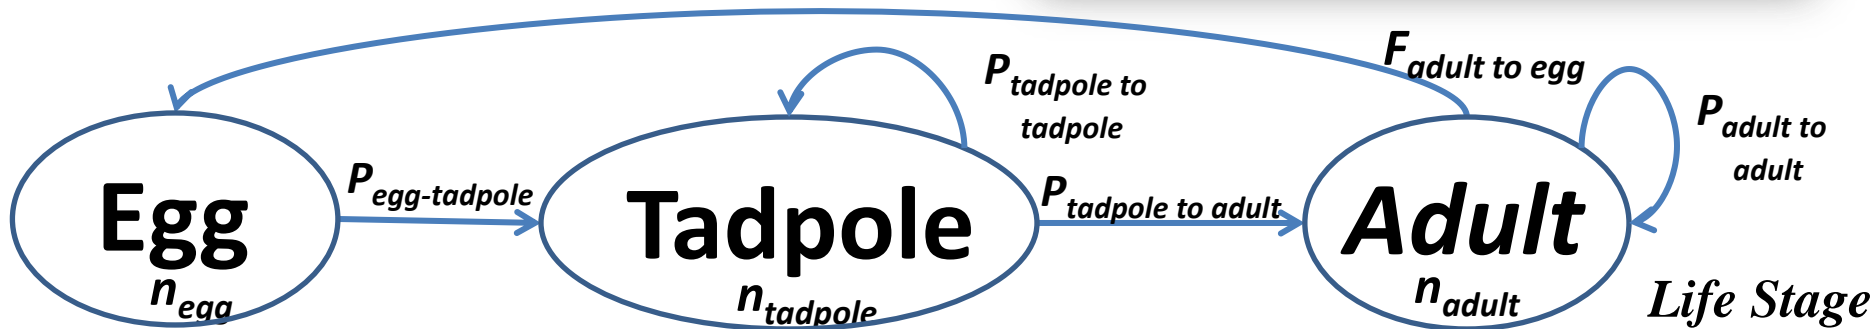 F adult to egg
P tadpole to
tadpole
P adult to
adult
P egg-tadpole
P tadpole to adult
Egg
n egg
Tadpole
n tadpole
Adult
n adult
Life Stage